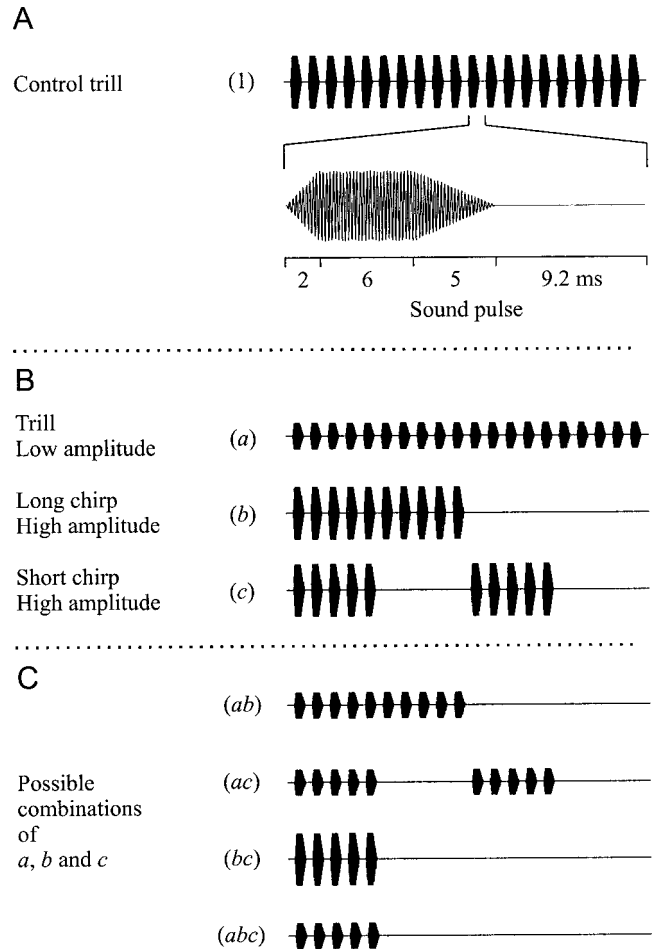 A
Control trill (1)
2 6 5 9.2 ms
Sound pulse
B
Trill
Low amplitude (a)
Long chirp
High amplitude (b)
Short chirp
High amplitude (c)
C
(ab)
(ac)
Possible
combinations
of
a, b and c
(bc)
(abc)